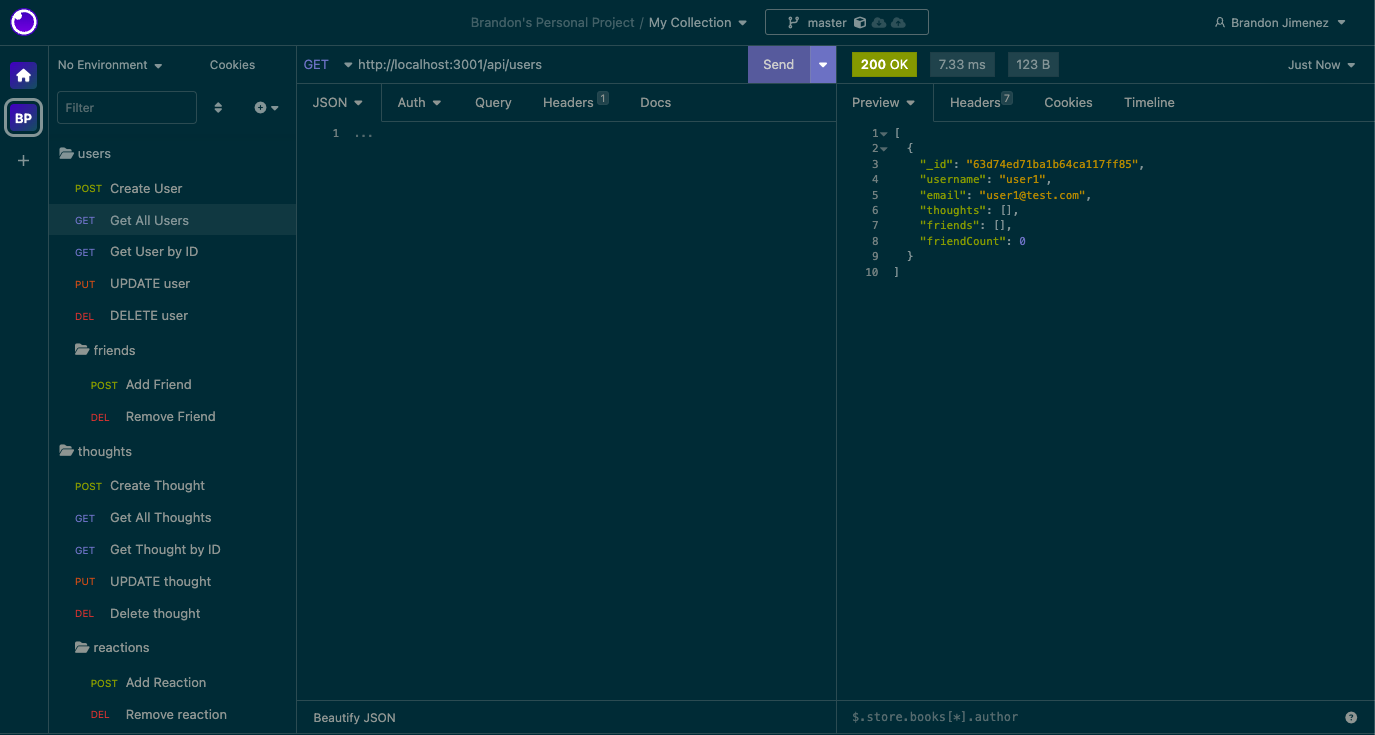 Brandon's Personal Project / My Collection
master
Brandon Jimenez
BP
No Environment
Cookies
Filter
users
POST Create User
GET Get All Users
GET Get User by ID
PUT UPDATE user
DEL DELETE user
friends
POST Add Friend
DEL Remove Friend
thoughts
POST Create Thought
GET Get All Thoughts
GET Get Thought by ID
PUT UPDATE thought
DEL Delete thought
reactions
POST Add Reaction
DEL Remove reaction
GET http://localhost:3001/api/users
Send
JSON Auth Query Headers 1 Docs
1 ...
Beautify JSON
200 OK 7.33 ms 123 B Just Now
Preview Headers 7 Cookies Timeline
1 [
2 {
3 "_id": "63d74ed71ba1b64ca117ff85",
4 "username": "user1",
5 "email": "user1@test.com",
6 "thoughts": [],
7 "friends": [],
8 "friendCount": 0
9 }
10 ]
$.store.books[*].author
?